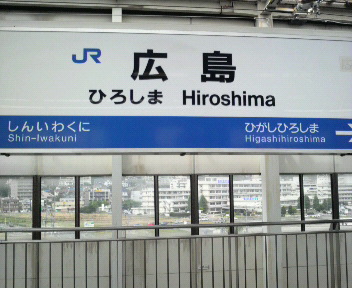 JR 広島
ひろしま Hiroshima
しんいわくに ひがしひろしま
Shin-Iwakuni Higashihiroshima